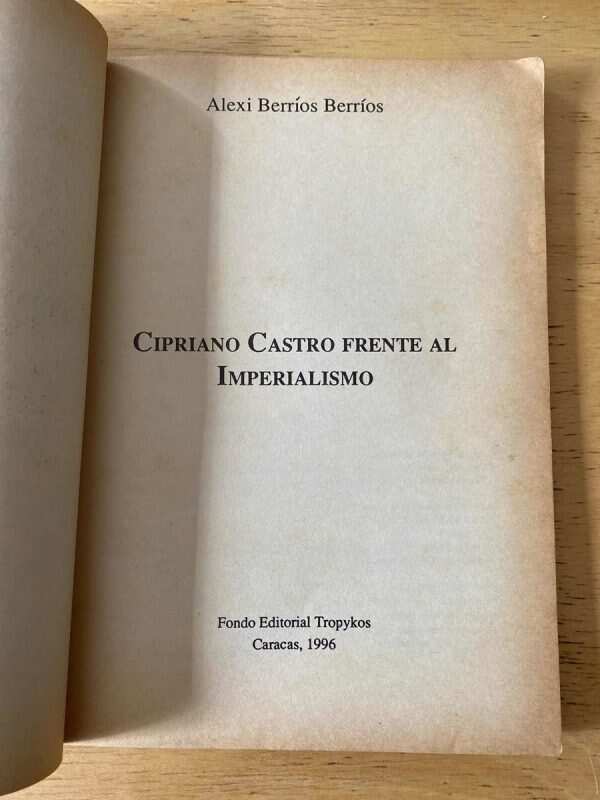 Alexi Berríos Berríos
CIPRIANO CASTRO FRENTE AL
IMPERIALISMO
Fondo Editorial Tropykos
Caracas, 1996